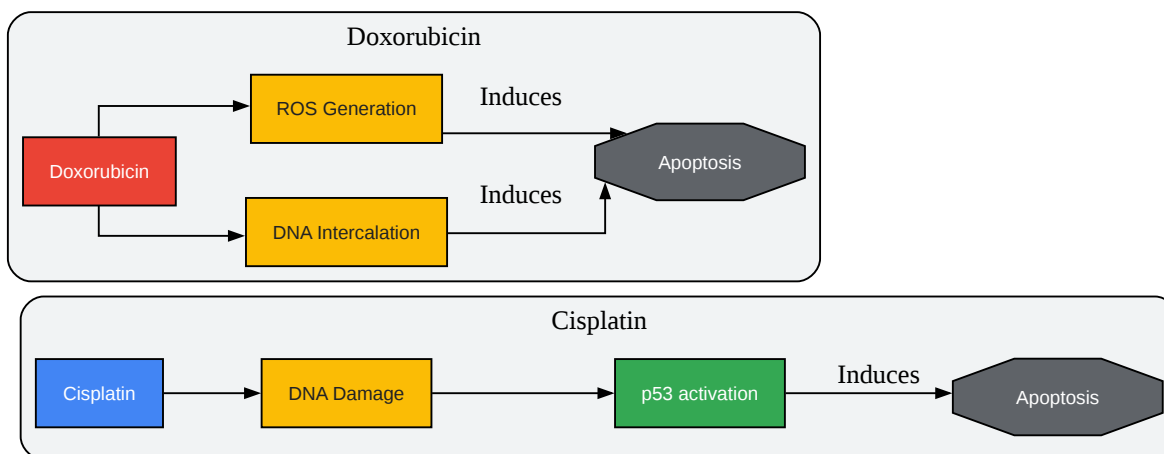 Doxorubicin
ROS Generation
Induces
Doxorubicin
Apoptosis
Induces
DNA Intercalation
Cisplatin
Cisplatin
DNA Damage
p53 activation
Induces
Apoptosis